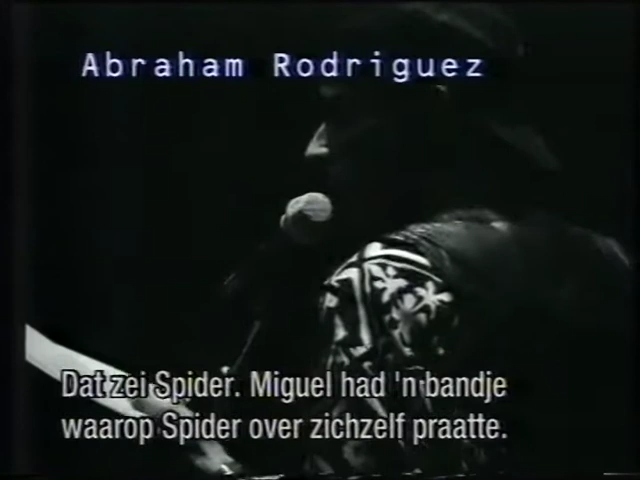 Abraham Rodriguez
Dat zei Spider. Miguel had 'n bandje
waarop Spider over zichzelf praatte.